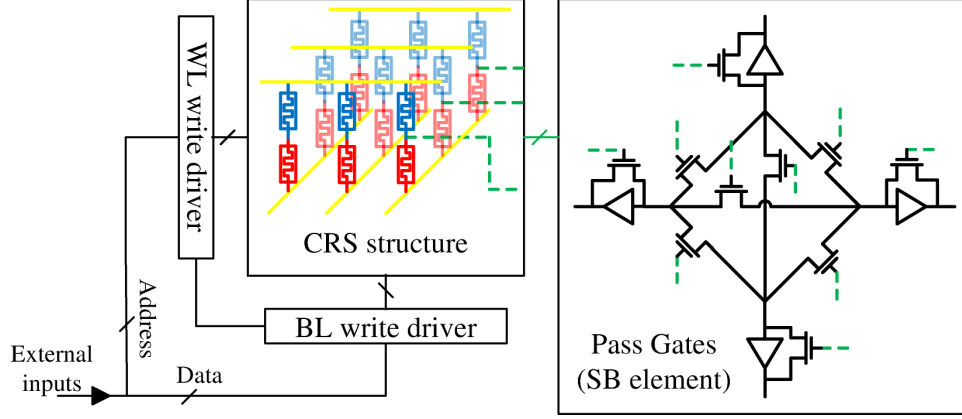 WL write driver
CRS structure
BL write driver
Address
External
inputs
Data
Pass Gates
(SB element)